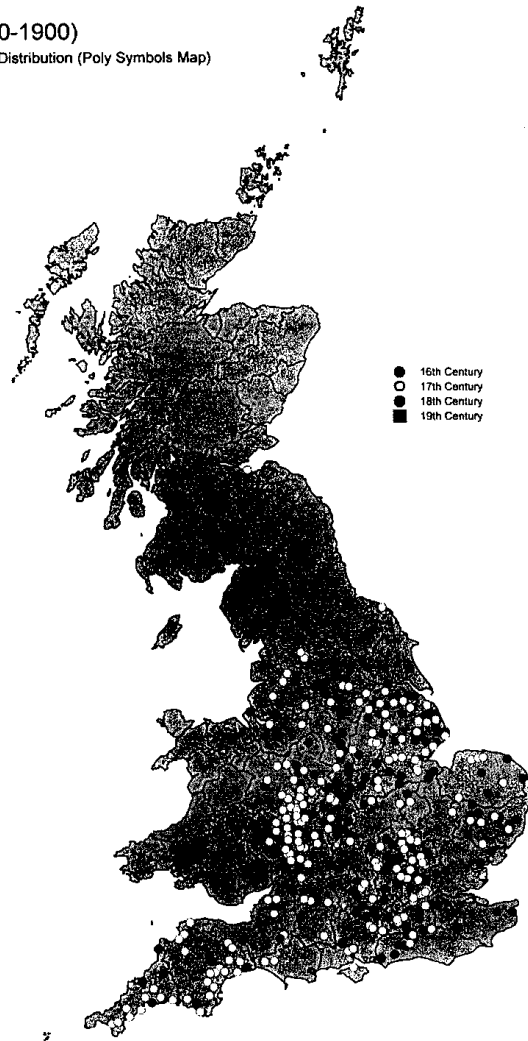 0-1900)
Distribution (Poly Symbols Map)
16th Century
17th Century
18th Century
19th Century